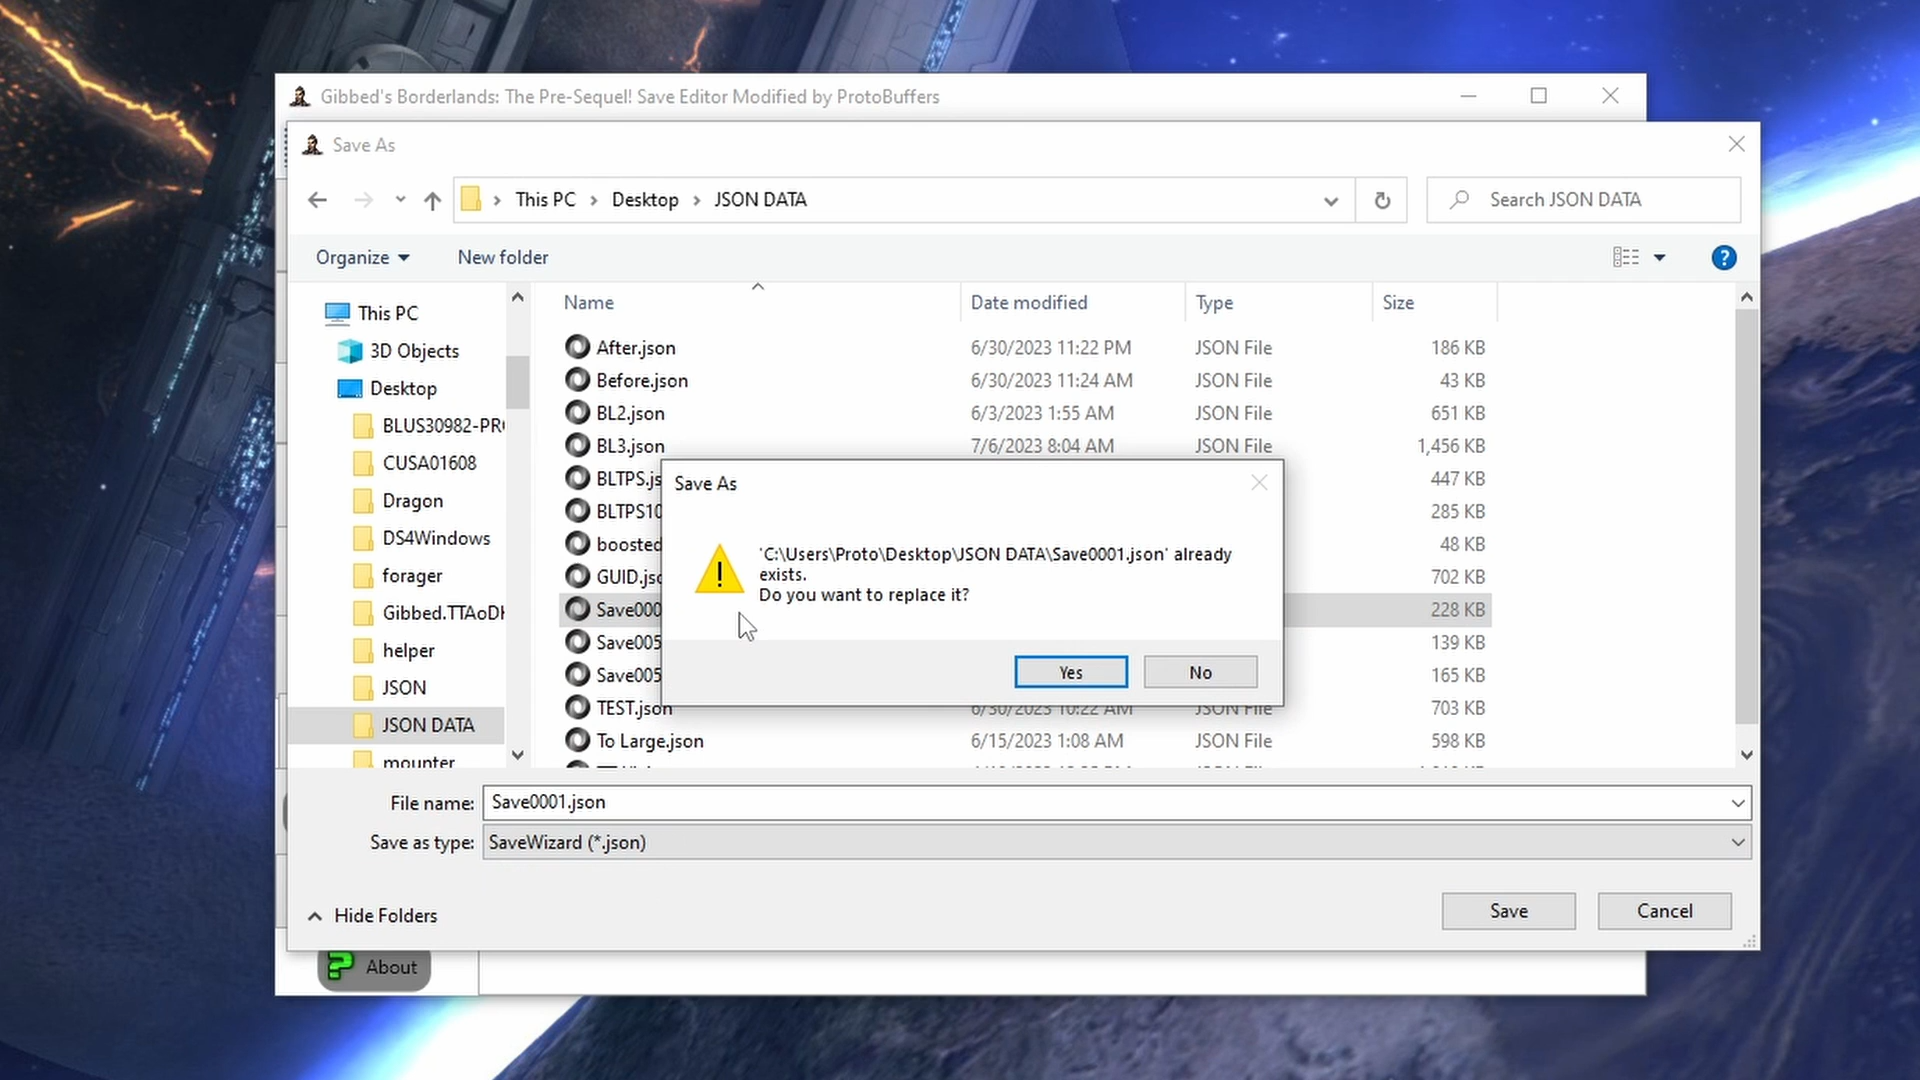 Gibbed's Borderlands: The Pre-Sequel! Save Editor Modified by ProtoBuffers
Save As
This PC > Desktop > JSON DATA
Search JSON DATA
Organize
New folder
?
Name Date modified Type Size
This PC
3D Objects
Desktop
BLUS30982-PR
CUSA01608
Dragon
DS4Windows
forager
Gibbed.TTAoD
helper
JSON
JSON DATA
mounter
After.json 6/30/2023 11:22 PM JSON File 186 KB
Before.json 6/30/2023 11:24 AM JSON File 43 KB
BL2.json 6/3/2023 1:55 AM JSON File 651 KB
BL3.json 7/6/2023 8:04 AM JSON File 1,456 KB
BLTPS.js 447 KB
BLTPS10 285 KB
boosted 48 KB
GUID.jsc 702 KB
Save000 228 KB
Save005 139 KB
Save005 165 KB
TEST.json 6/30/2023 10:22 AM JSON File 703 KB
To Large.json 6/15/2023 1:08 AM JSON File 598 KB
Save As
'C:\Users\Proto\Desktop\JSON DATA\Save0001.json' already
exists.
Do you want to replace it?
Yes
No
File name: Save0001.json
Save as type: SaveWizard (*.json)
Hide Folders
Save
Cancel
? About